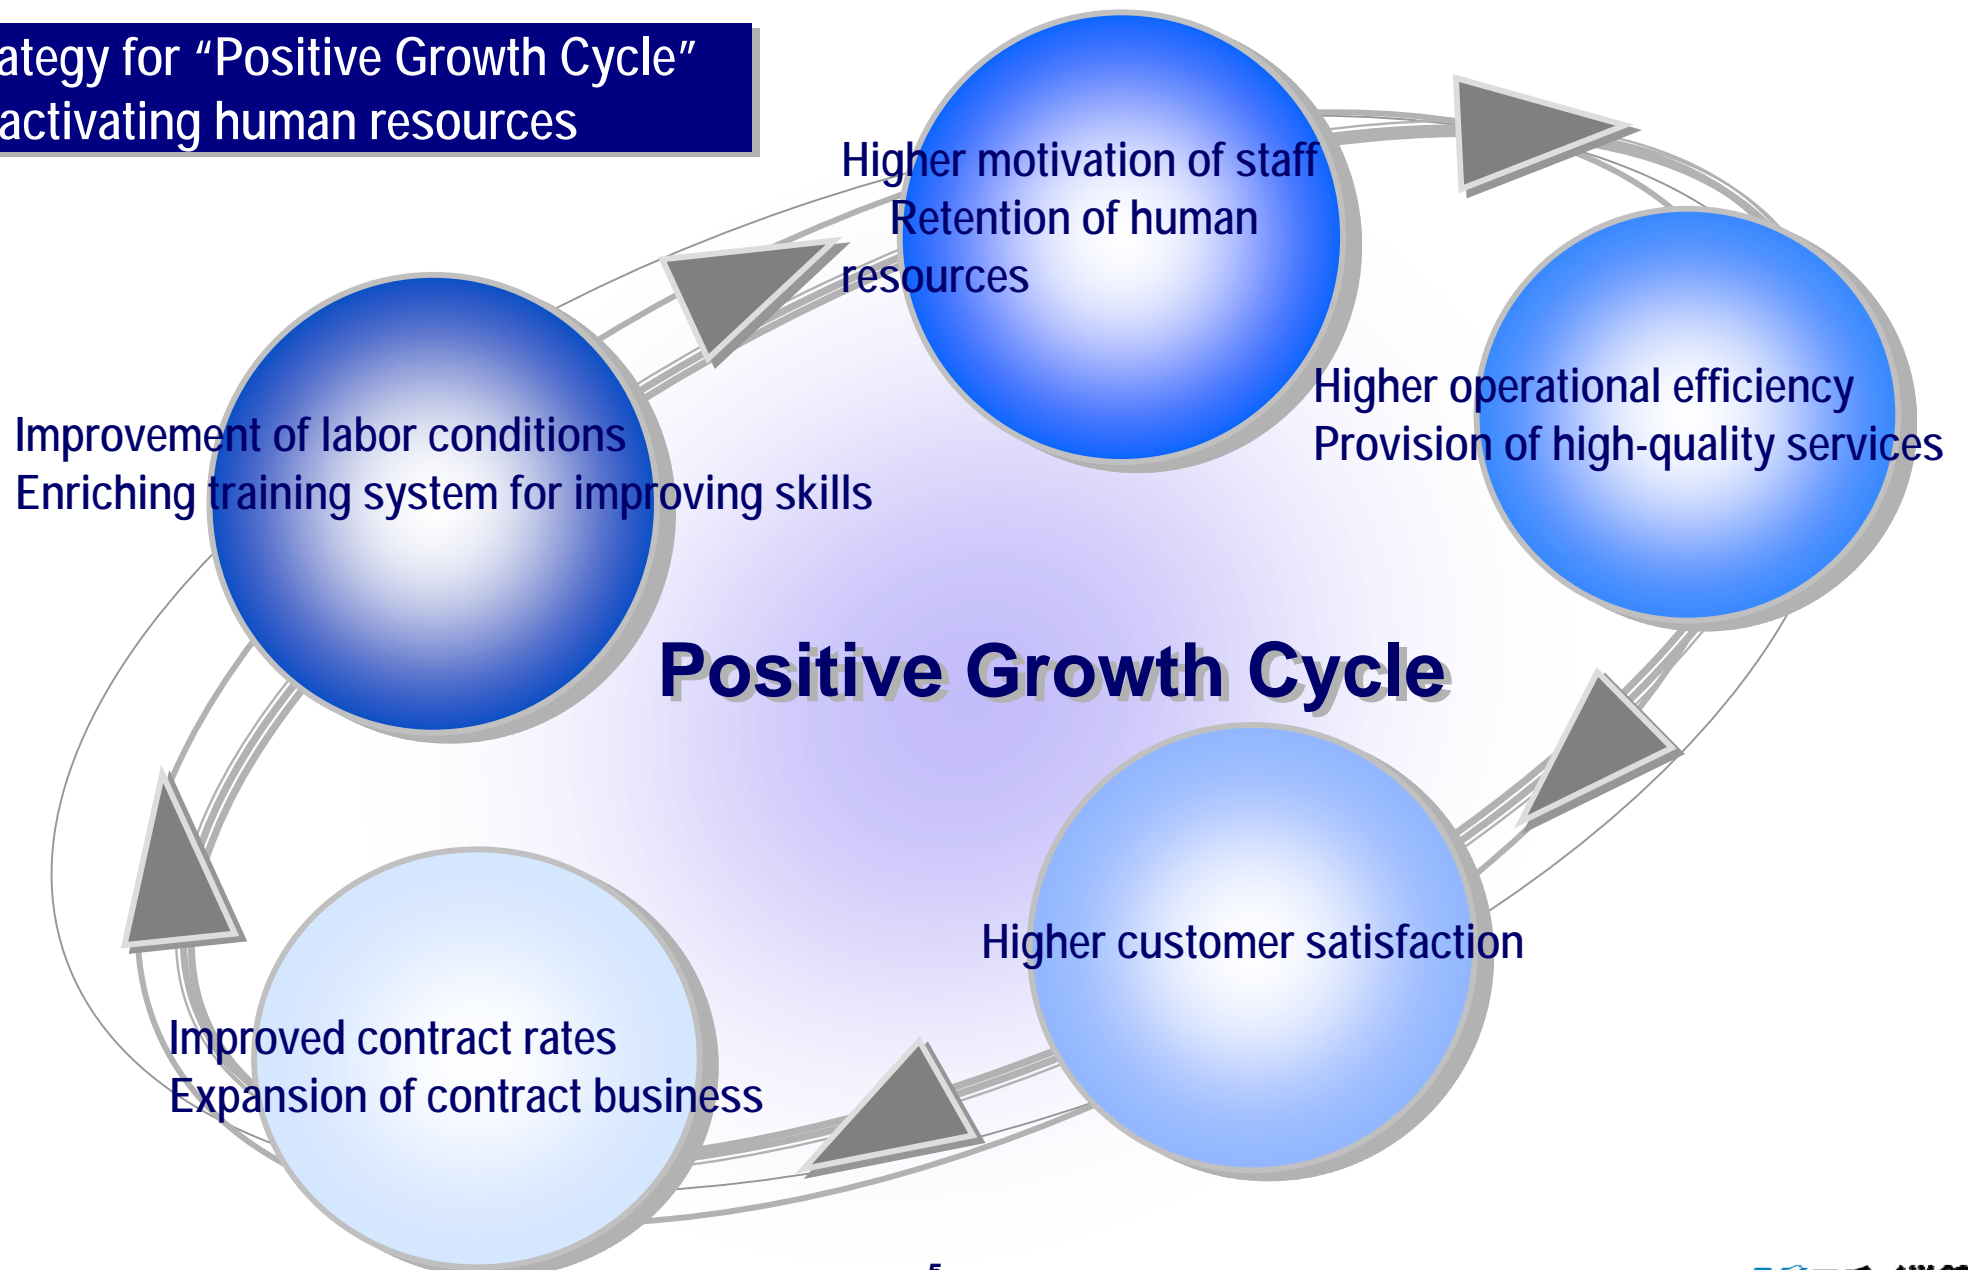 ategy for “Positive Growth Cycle”
activating human resources
Higher motivation of staff
Retention of human
resources
Higher operational efficiency
Provision of high-quality services
Improvement of labor conditions
Enriching training system for improving skills
Positive Growth Cycle
Higher customer satisfaction
Improved contract rates
Expansion of contract business
5